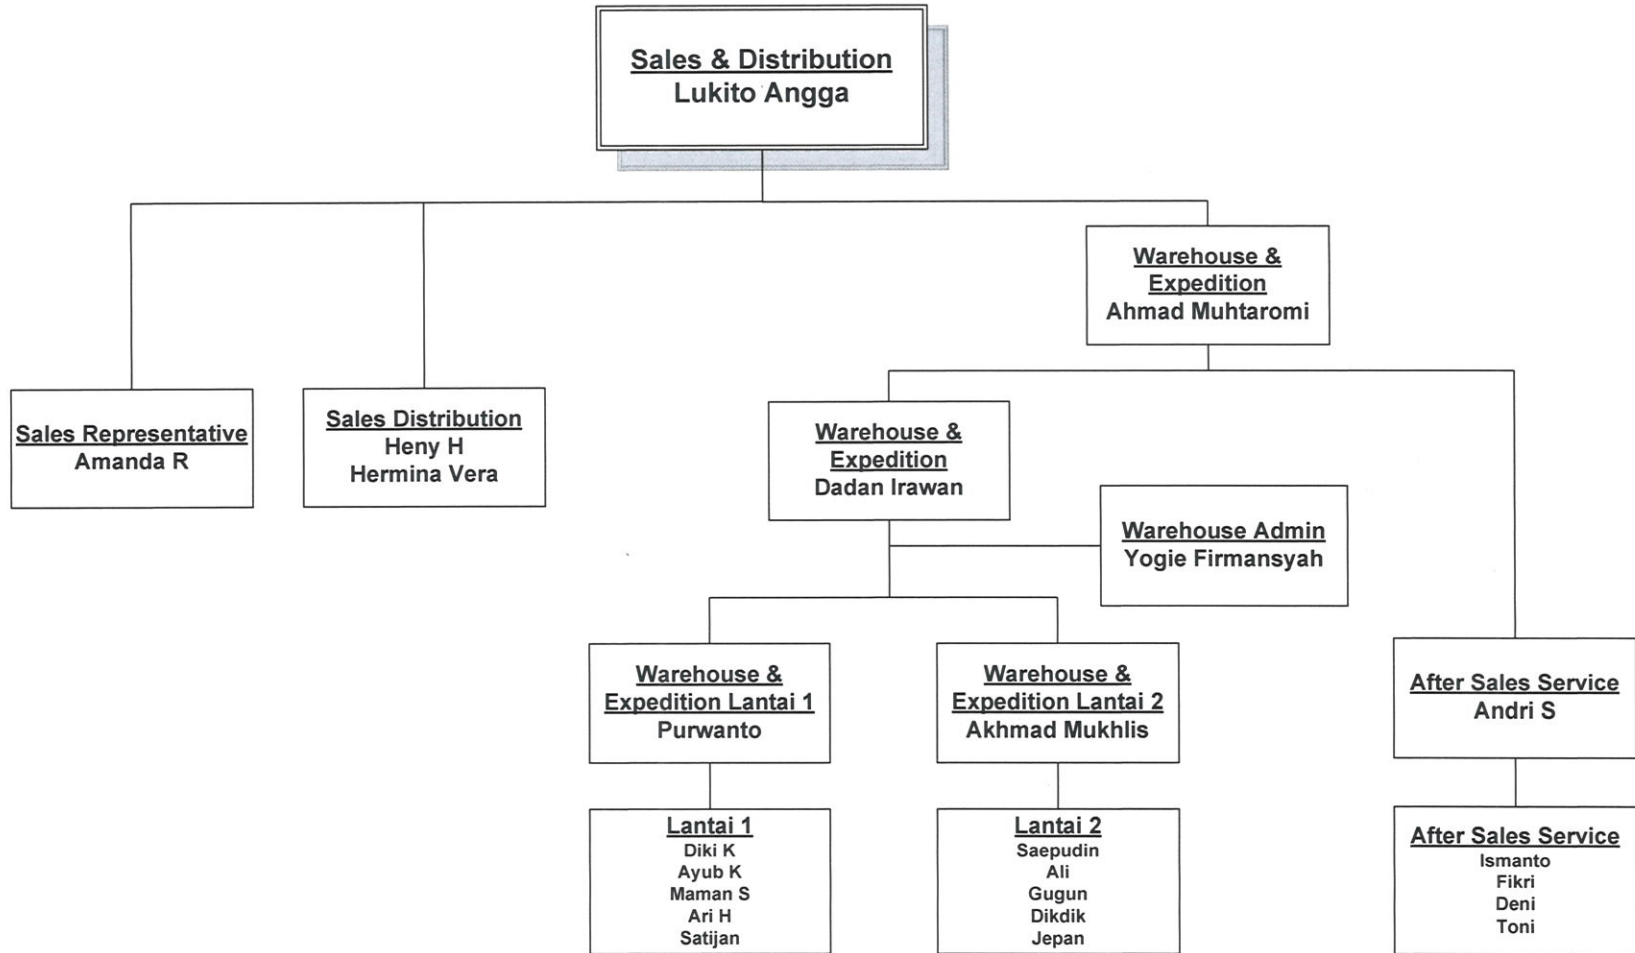 Sales & Distribution
Lukito Angga
Warehouse &
Expedition
Ahmad Muhtaromi
Sales Representative
Amanda R
Sales Distribution
Heny H
Hermina Vera
Warehouse &
Expedition
Dadan Irawan
Warehouse Admin
Yogie Firmansyah
Warehouse &
Expedition Lantai 1
Purwanto
Warehouse &
Expedition Lantai 2
Akhmad Mukhlis
After Sales Service
Andri S
Lantai 1
Diki K
Ayub K
Maman S
Ari H
Satijan
Lantai 2
Saepudin
Ali
Gugun
Dikdik
Jepan
After Sales Service
Ismanto
Fikri
Deni
Toni